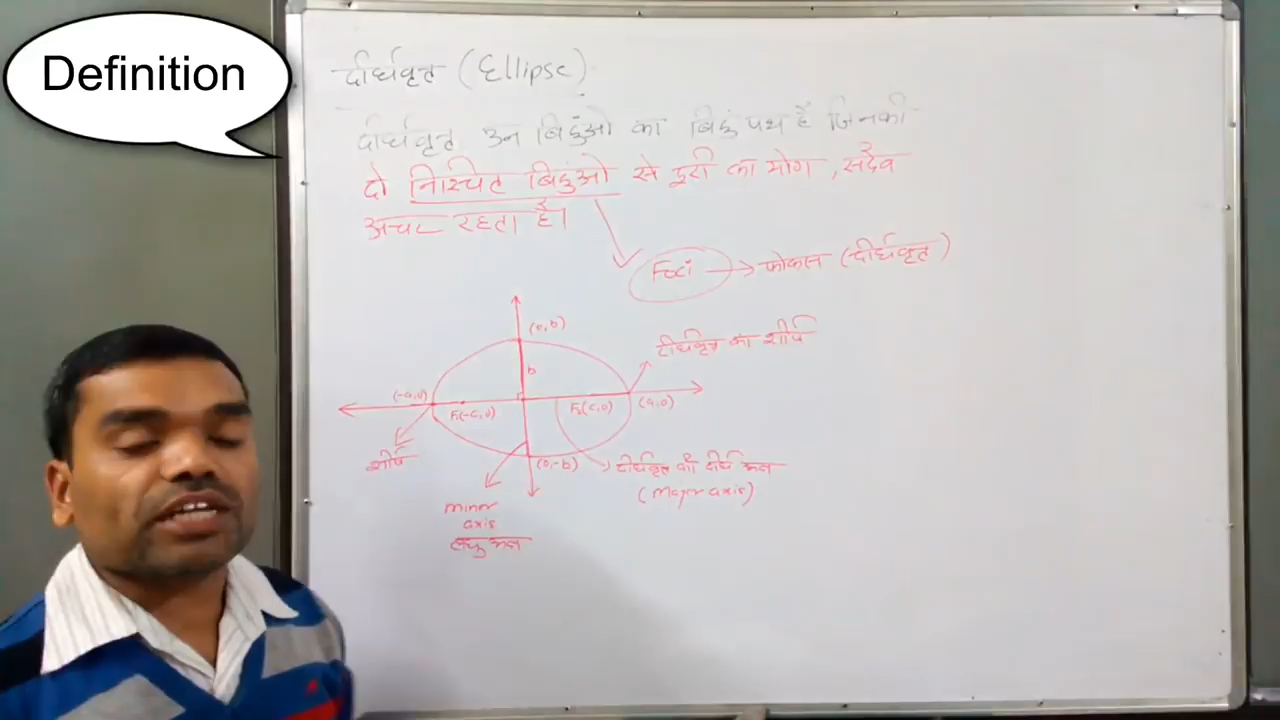 Definition
दीर्घवृत (Ellipse)
दीर्घवृत उन बिंदुओ का बिंदु पथ है जिनकी
दो निश्चित बिंदुओ से दूरी का योग, सदैव
अचर रहता है।
Foci → फोकस (दीर्घवृत)
(0,b)
दीर्घवृत का शीर्ष
b
(-a,0)
F₁(-c,0)
F₂(c,0)
(a,0)
शीर्ष
(0,-b)
दीर्घवृत का दीर्घ अक्ष
(Major axis)
minor
axis
लघु अक्ष